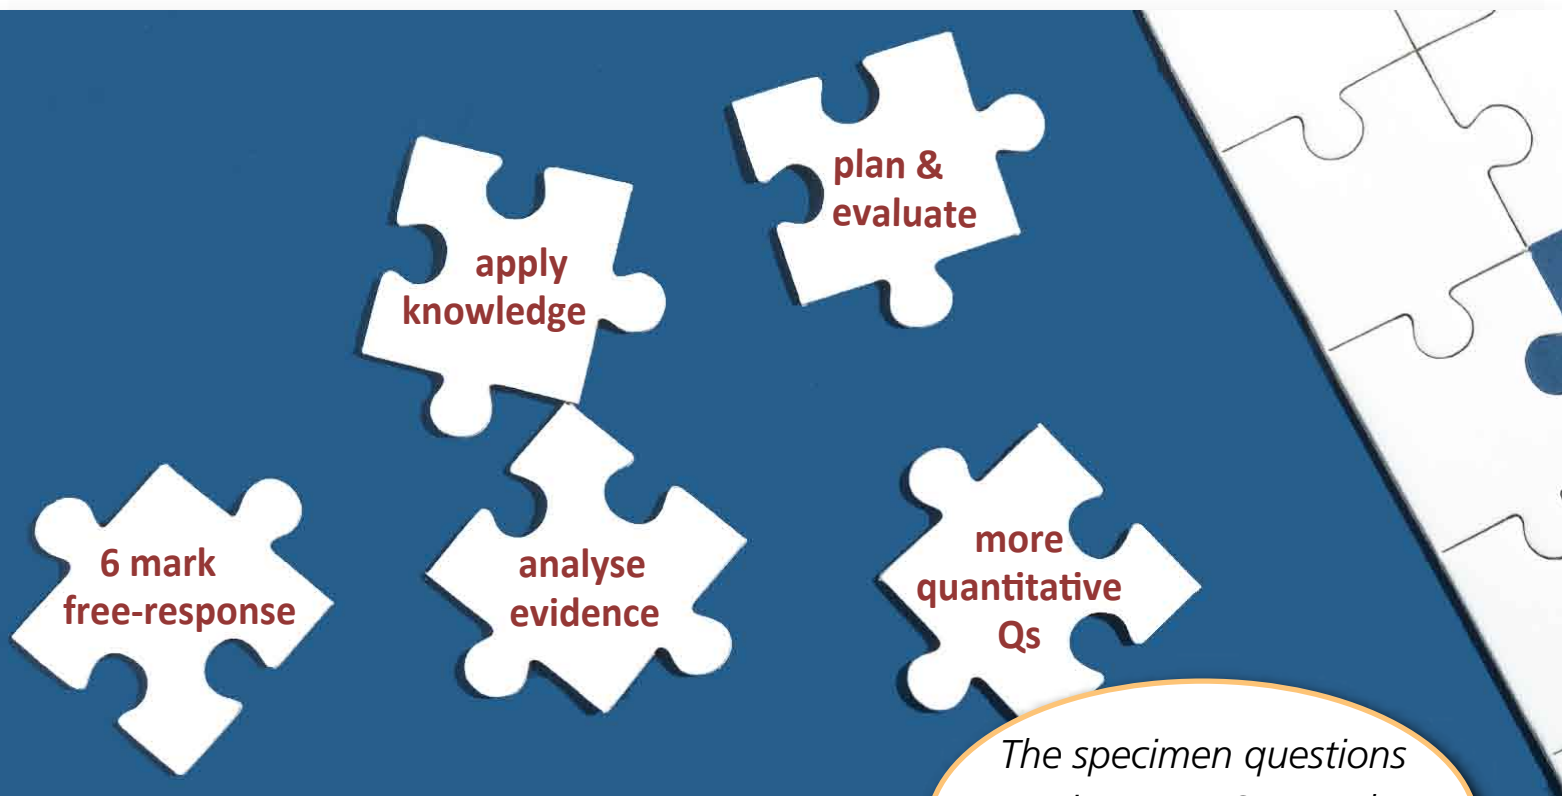 plan &
evaluate
apply
knowledge
6 mark
free-response
analyse
evidence
more
quantitative
Qs
The specimen questions